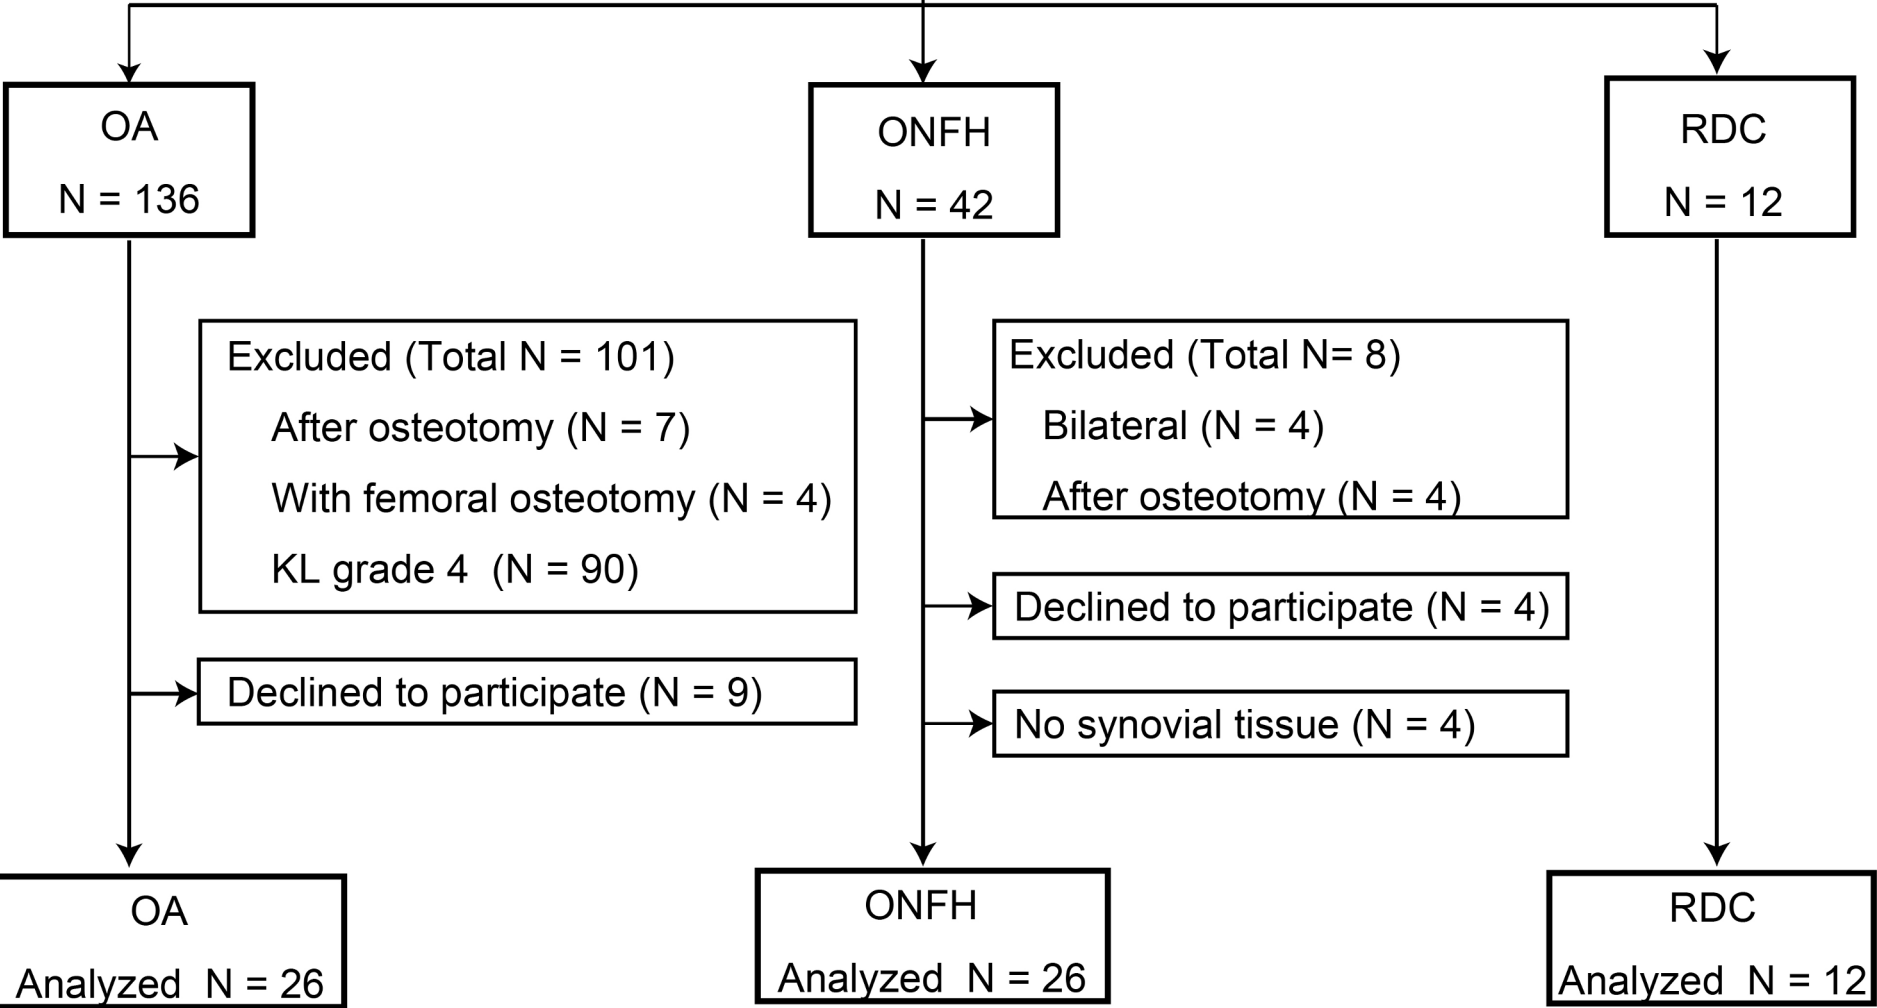 OA
N = 136
ONFH
N = 42
RDC
N = 12
Excluded (Total N = 101)
After osteotomy (N = 7)
With femoral osteotomy (N = 4)
KL grade 4 (N = 90)
Declined to participate (N = 9)
Excluded (Total N= 8)
Bilateral (N = 4)
After osteotomy (N = 4)
Declined to participate (N = 4)
No synovial tissue (N = 4)
OA
Analyzed N = 26
ONFH
Analyzed N = 26
RDC
Analyzed N = 12